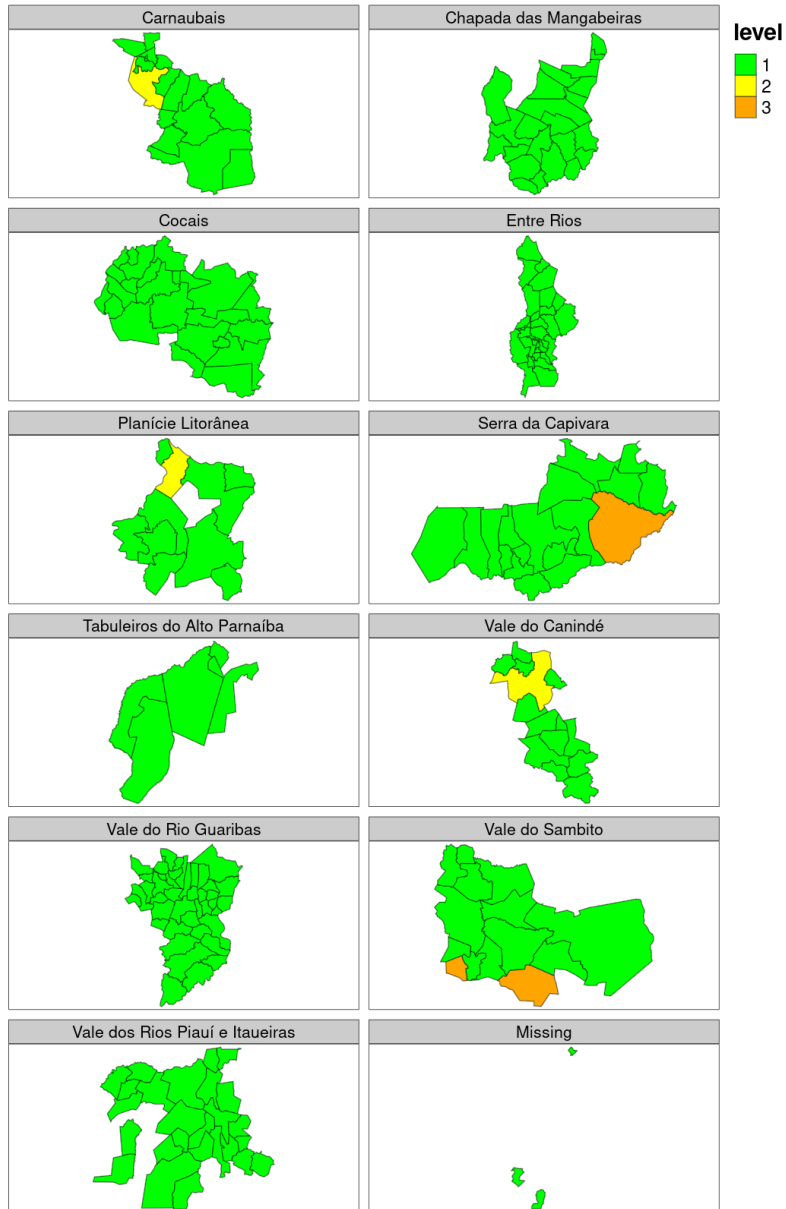 Carnaubais
Chapada das Mangabeiras
level
1
2
3
Cocais
Entre Rios
Planície Litorânea
Serra da Capivara
Tabuleiros do Alto Parnaíba
Vale do Canindé
Vale do Rio Guaribas
Vale do Sambito
Vale dos Rios Piauí e Itaueiras
Missing